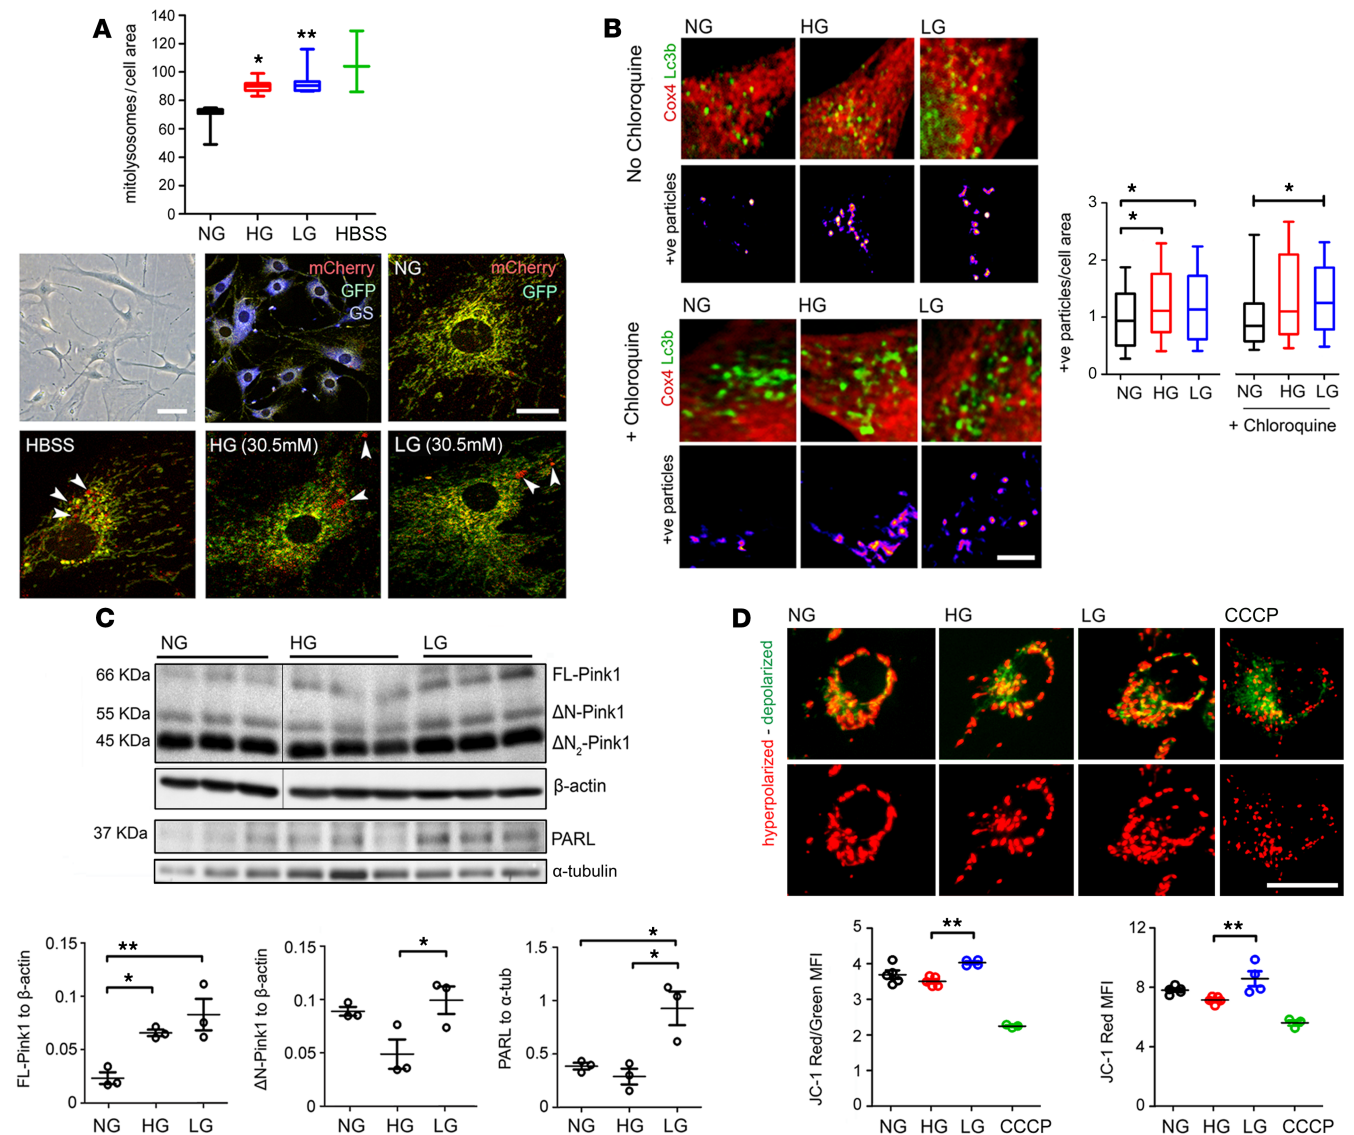 A
mitolysosomes / cell area
140
120
100
80
60
40
20
0
*
**
NG HG LG HBSS
mCherry
GFP
GS
NG
mCherry
GFP
HBSS
HG (30.5mM)
LG (30.5mM)
B
NG HG LG
No Chloroquine
Cox4 Lc3b
+ve particles
NG HG LG
+ Chloroquine
Cox4 Lc3b
+ve particles
+ve particles/cell area
3
2
1
0
*
*
*
NG HG LG NG HG LG
+ Chloroquine
C
NG HG LG
66 KDa FL-Pink1
55 KDa ΔN-Pink1
45 KDa ΔN2-Pink1
β-actin
37 KDa PARL
α-tubulin
FL-Pink1 to β-actin
0.15
0.1
0.05
0
**
*
NG HG LG
ΔN-Pink1 to β-actin
0.15
0.1
0.05
0
*
NG HG LG
PARL to α-tub
1.5
1
0.5
0
*
*
NG HG LG
D
NG HG LG CCCP
hyperpolarized - depolarized
JC-1 Red/Green MFI
5
4
3
2
1
0
**
NG HG LG CCCP
JC-1 Red MFI
12
8
4
0
**
NG HG LG CCCP